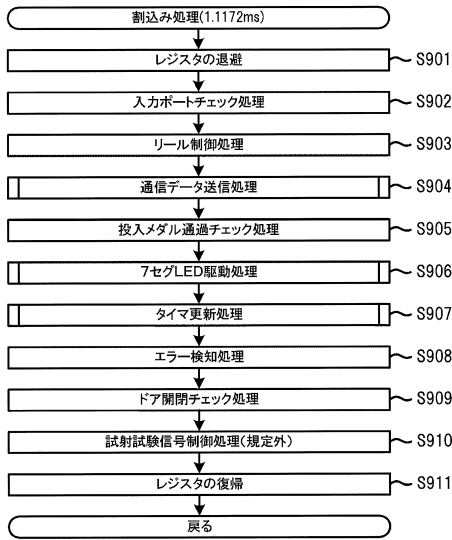 割込み処理(1.1172ms)
レジスタの退避 S901
入力ポートチェック処理 S902
リール制御処理 S903
通信データ送信処理 S904
投入メダル通過チェック処理 S905
7セグLED駆動処理 S906
タイマ更新処理 S907
エラー検知処理 S908
ドア開閉チェック処理 S909
試射試験信号制御処理(規定外) S910
レジスタの復帰 S911
戻る